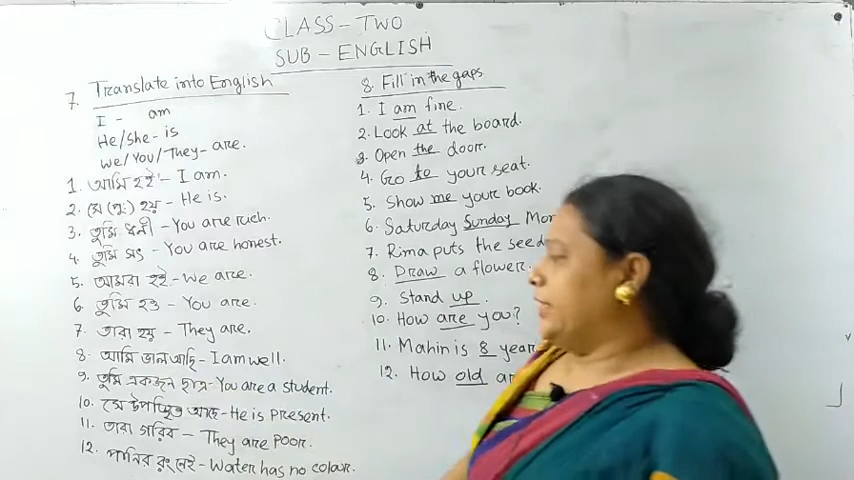 CLASS - TWO
SUB - ENGLISH
7. Translate into English
I - am
He/She - is
We/You/They - are.
1. আমি হই - I am.
2. সে (পুঃ) হয় - He is.
3. তুমি ধনী - You are rich.
4. তুমি সৎ - You are honest.
5. আমরা হই - We are.
6. তুমি হও - You are.
7. তারা হয় - They are.
8. আমি ভাল আছি - I am well.
9. তুমি একজন ছাত্র - You are a student.
10. সে উপস্থিত আছে - He is Present.
11. তারা গরিব - They are Poor.
12. পানির রং নেই - Water has no colour.
8. Fill in the gaps
1. I am fine.
2. Look at the board.
3. Open the door.
4. Go to your seat.
5. Show me your book.
6. Saturday Sunday Mon
7. Rima puts the seed
8. Draw a flower.
9. Stand up.
10. How are you?
11. Mahin is 8 year
12. How old